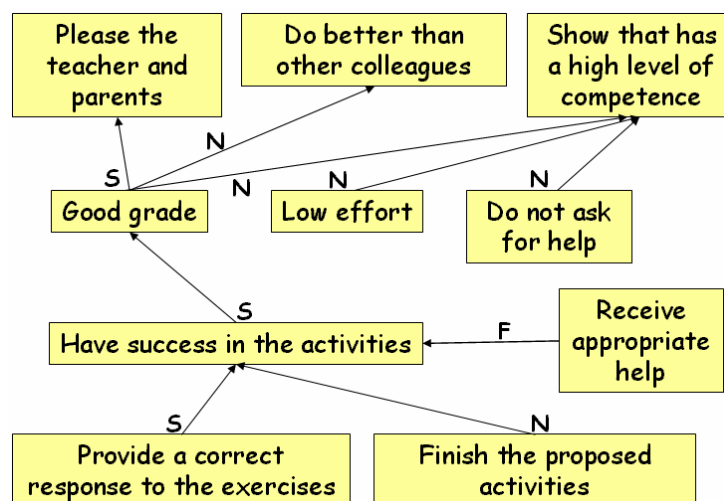 Please the
teacher and
parents
Do better than
other colleagues
Show that has
a high level of
competence
N
S
N
N
N
Good grade
Low effort
Do not ask
for help
S
Have success in the activities
F
Receive
appropriate
help
S
N
Provide a correct
response to the exercises
Finish the proposed
activities